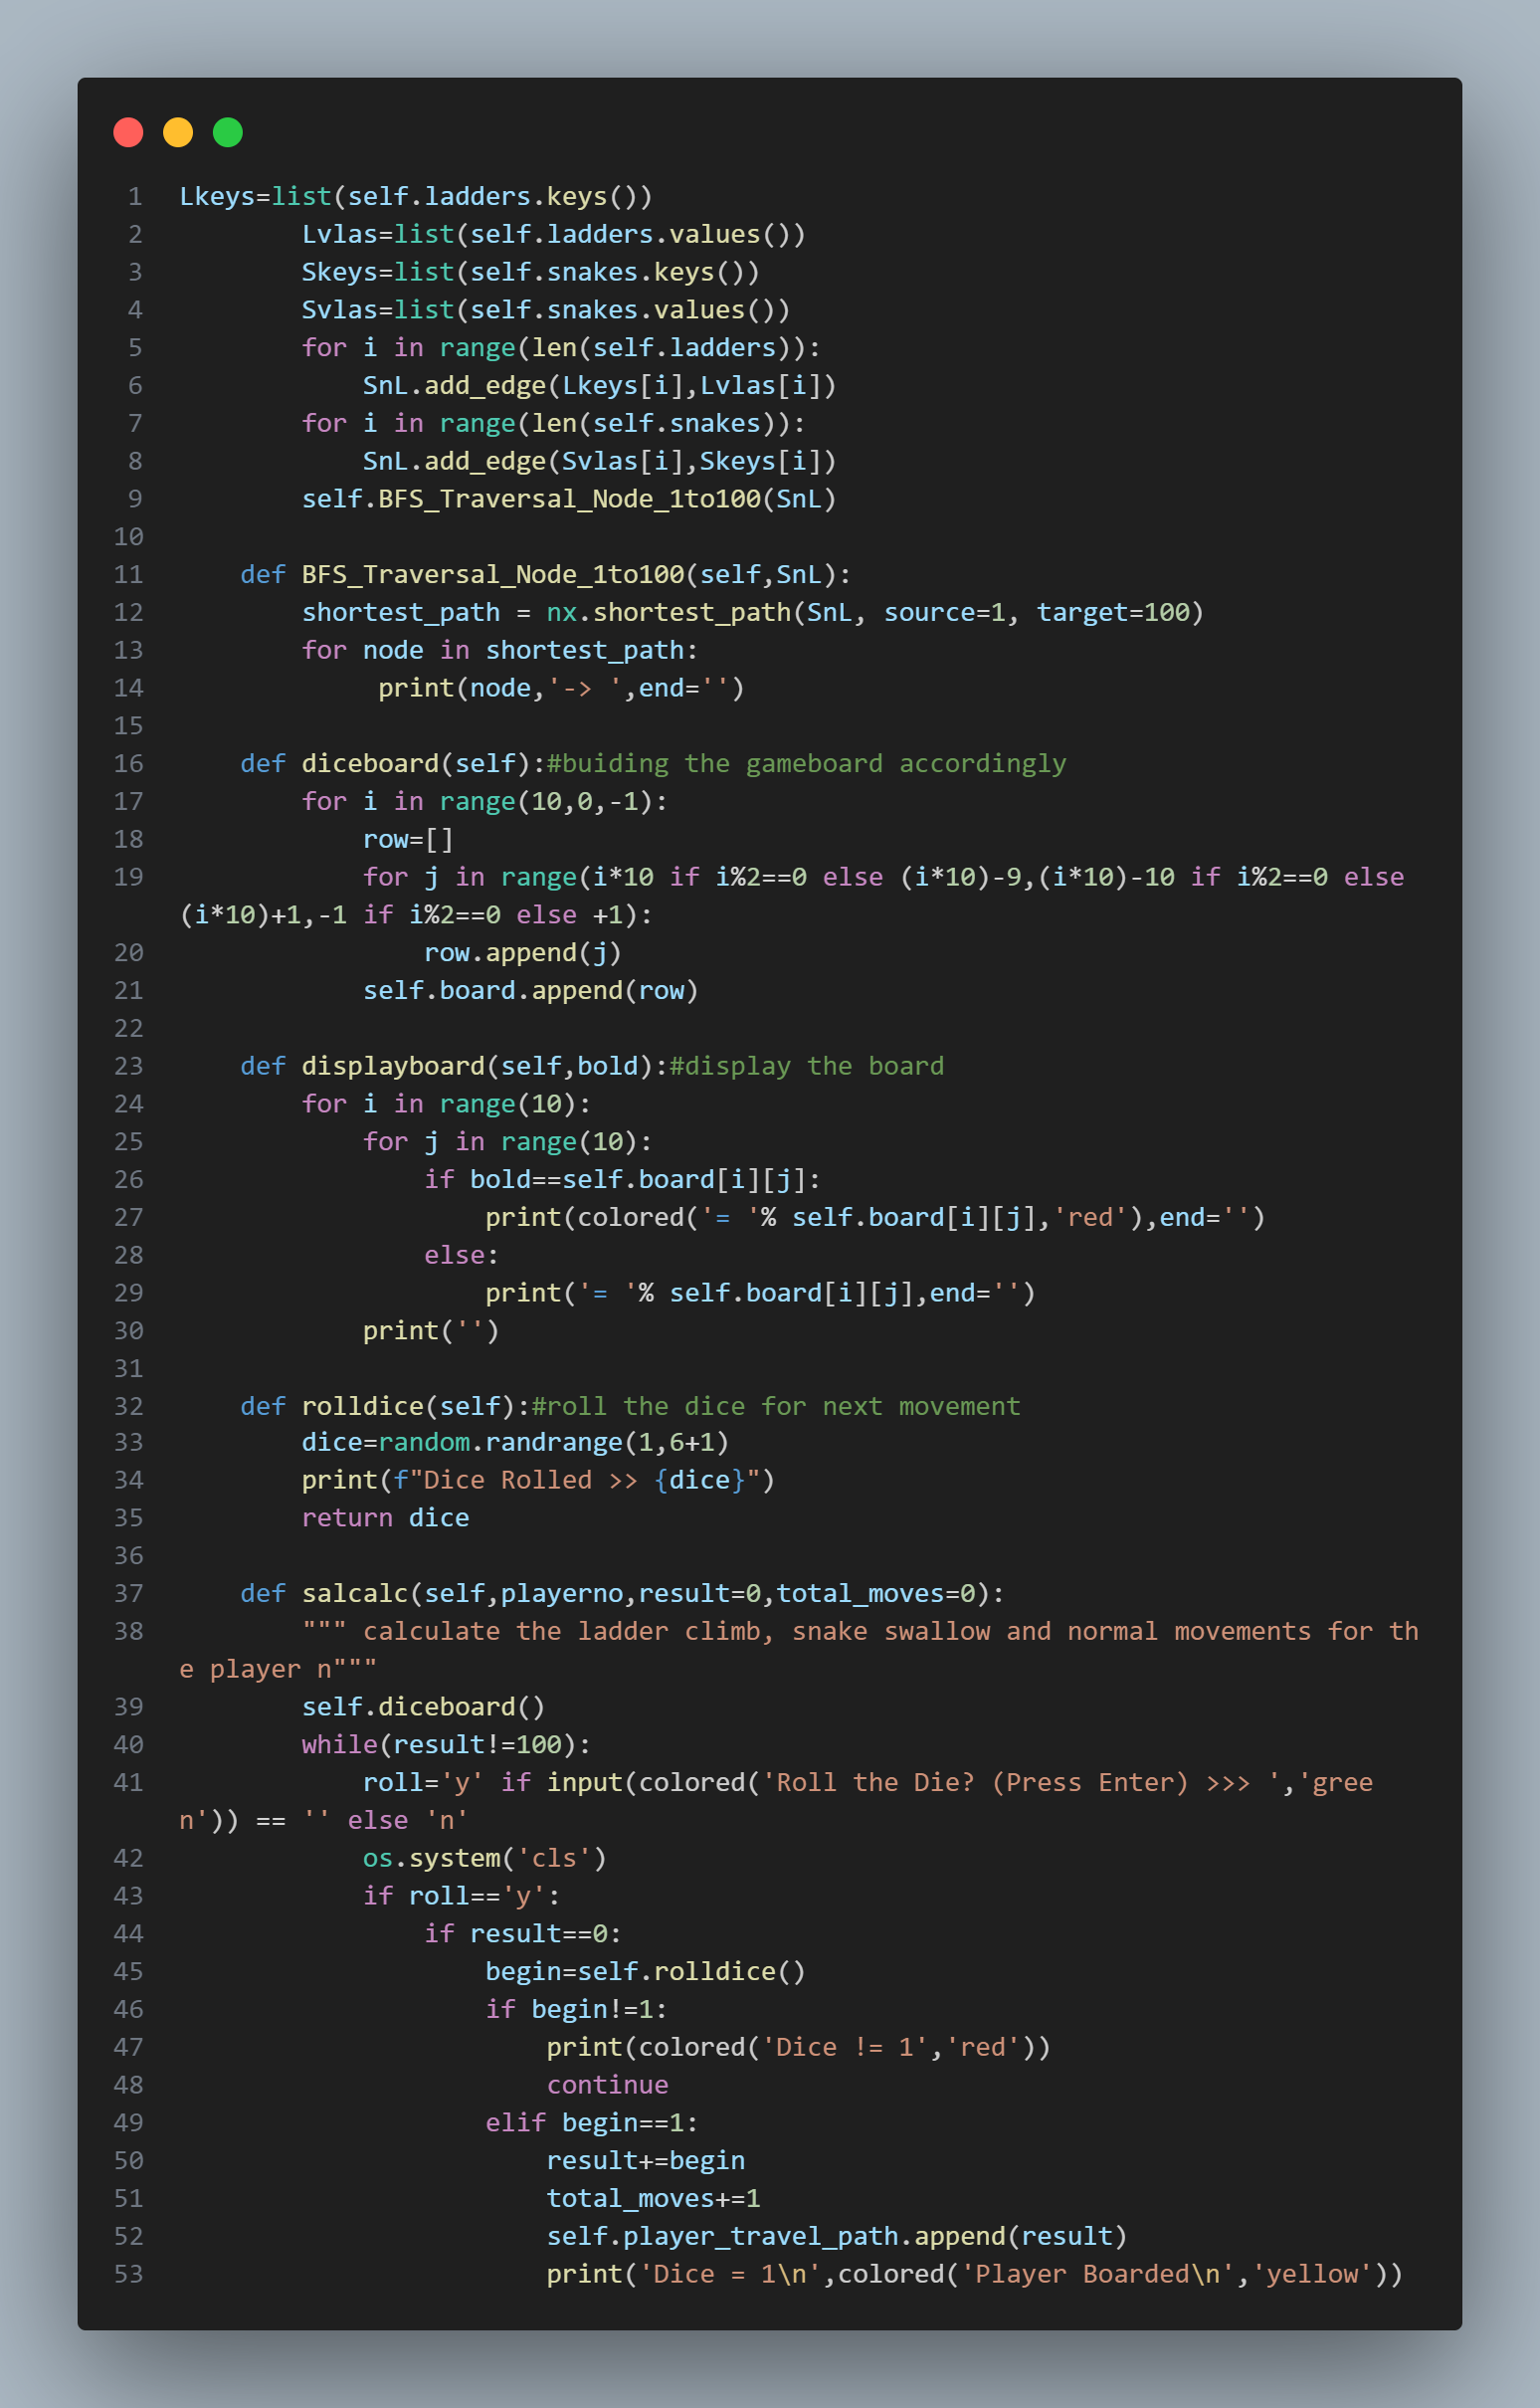 1 Lkeys=list(self.ladders.keys())
2         Lvlas=list(self.ladders.values())
3         Skeys=list(self.snakes.keys())
4         Svlas=list(self.snakes.values())
5         for i in range(len(self.ladders)):
6             SnL.add_edge(Lkeys[i],Lvlas[i])
7         for i in range(len(self.snakes)):
8             SnL.add_edge(Svlas[i],Skeys[i])
9         self.BFS_Traversal_Node_1to100(SnL)
10
11     def BFS_Traversal_Node_1to100(self,SnL):
12         shortest_path = nx.shortest_path(SnL, source=1, target=100)
13         for node in shortest_path:
14              print(node,'-> ',end='')
15
16     def diceboard(self):#buiding the gameboard accordingly
17         for i in range(10,0,-1):
18             row=[]
19             for j in range(i*10 if i%2==0 else (i*10)-9,(i*10)-10 if i%2==0 else
(i*10)+1,-1 if i%2==0 else +1):
20                 row.append(j)
21             self.board.append(row)
22
23     def displayboard(self,bold):#display the board
24         for i in range(10):
25             for j in range(10):
26                 if bold==self.board[i][j]:
27                     print(colored('= '% self.board[i][j],'red'),end='')
28                 else:
29                     print('= '% self.board[i][j],end='')
30             print('')
31
32     def rolldice(self):#roll the dice for next movement
33         dice=random.randrange(1,6+1)
34         print(f"Dice Rolled >> {dice}")
35         return dice
36
37     def salcalc(self,playerno,result=0,total_moves=0):
38         """ calculate the ladder climb, snake swallow and normal movements for th
e player n"""
39         self.diceboard()
40         while(result!=100):
41             roll='y' if input(colored('Roll the Die? (Press Enter) >>> ','gree
n')) == '' else 'n'
42             os.system('cls')
43             if roll=='y':
44                 if result==0:
45                     begin=self.rolldice()
46                     if begin!=1:
47                         print(colored('Dice != 1','red'))
48                         continue
49                     elif begin==1:
50                         result+=begin
51                         total_moves+=1
52                         self.player_travel_path.append(result)
53                         print('Dice = 1\n',colored('Player Boarded\n','yellow'))